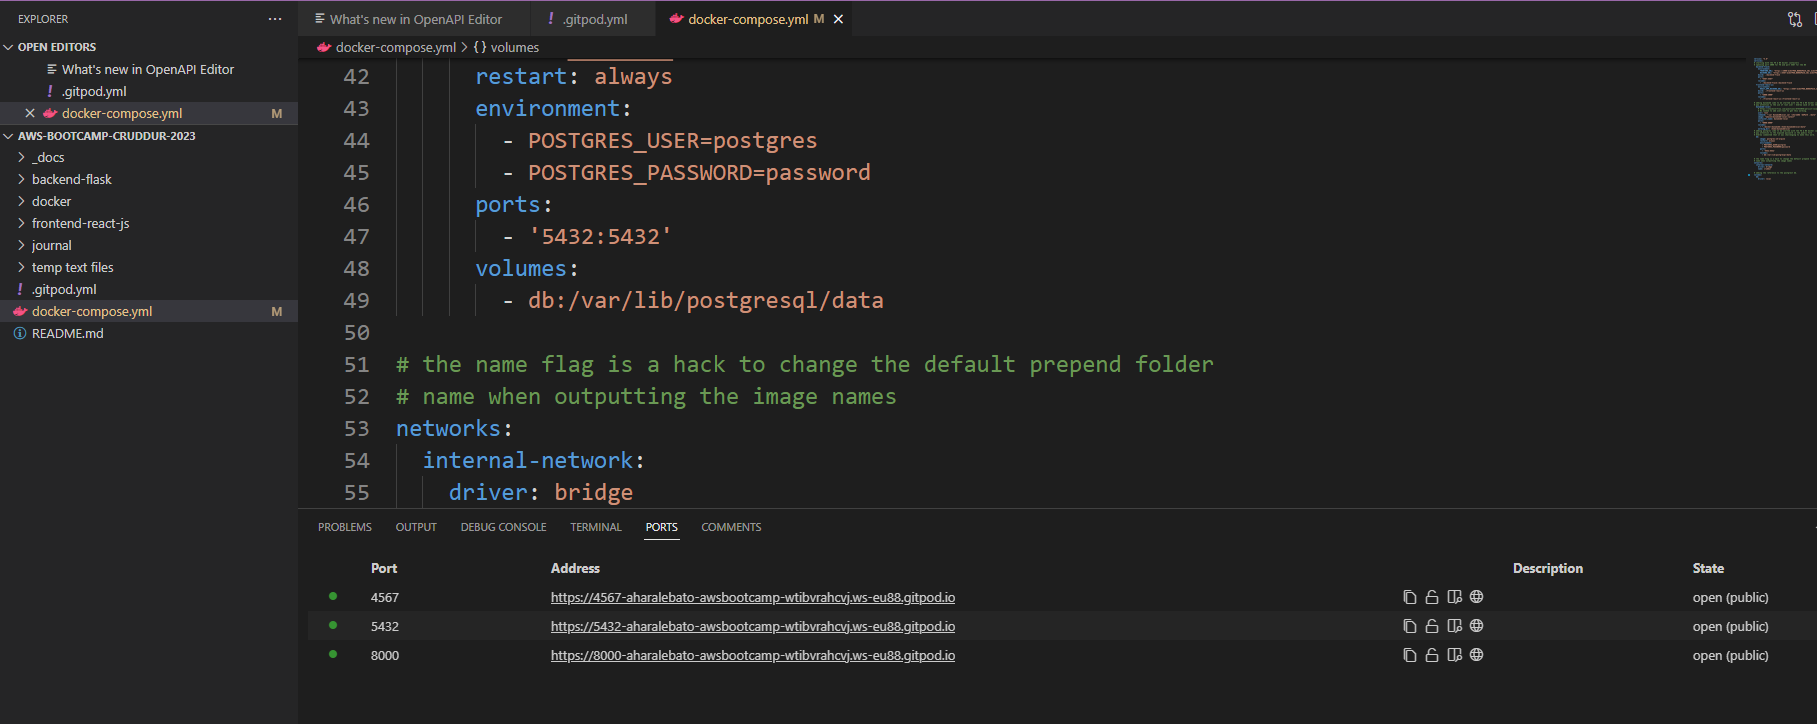 EXPLORER
···
What's new in OpenAPI Editor
! .gitpod.yml
docker-compose.yml M ×
OPEN EDITORS
What's new in OpenAPI Editor
! .gitpod.yml
× docker-compose.yml M
AWS-BOOTCAMP-CRUDDUR-2023
> _docs
> backend-flask
> docker
> frontend-react-js
> journal
> temp text files
! .gitpod.yml
docker-compose.yml M
README.md
docker-compose.yml > {} volumes
42 restart: always
43 environment:
44 - POSTGRES_USER=postgres
45 - POSTGRES_PASSWORD=password
46 ports:
47 - '5432:5432'
48 volumes:
49 - db:/var/lib/postgresql/data
50
51 # the name flag is a hack to change the default prepend folder
52 # name when outputting the image names
53 networks:
54 internal-network:
55 driver: bridge
PROBLEMS OUTPUT DEBUG CONSOLE TERMINAL PORTS COMMENTS
Port Address Description State
4567 https://4567-aharalebato-awsbootcamp-wtibvrahcvj.ws-eu88.gitpod.io open (public)
5432 https://5432-aharalebato-awsbootcamp-wtibvrahcvj.ws-eu88.gitpod.io open (public)
8000 https://8000-aharalebato-awsbootcamp-wtibvrahcvj.ws-eu88.gitpod.io open (public)